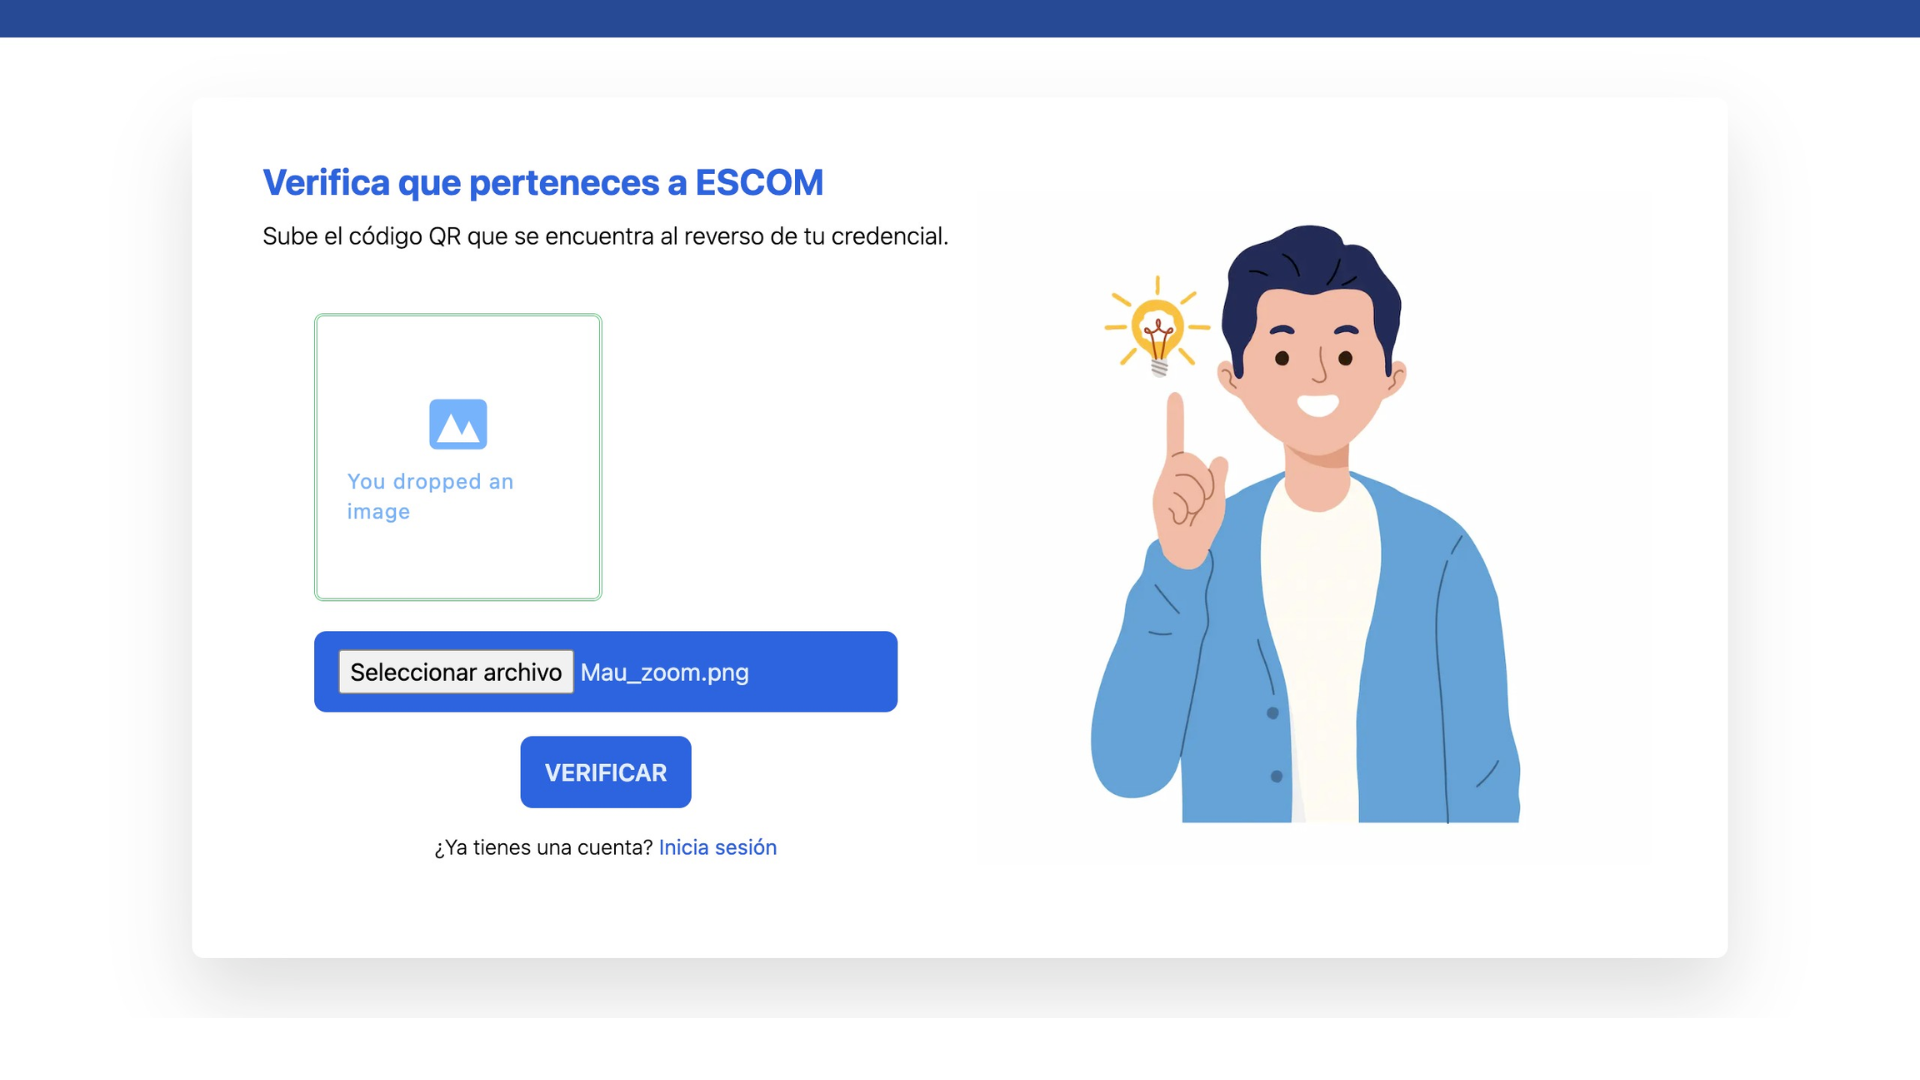 Verifica que perteneces a ESCOM
Sube el código QR que se encuentra al reverso de tu credencial.
You dropped an
image
Seleccionar archivo Mau_zoom.png
VERIFICAR
¿Ya tienes una cuenta? Inicia sesión